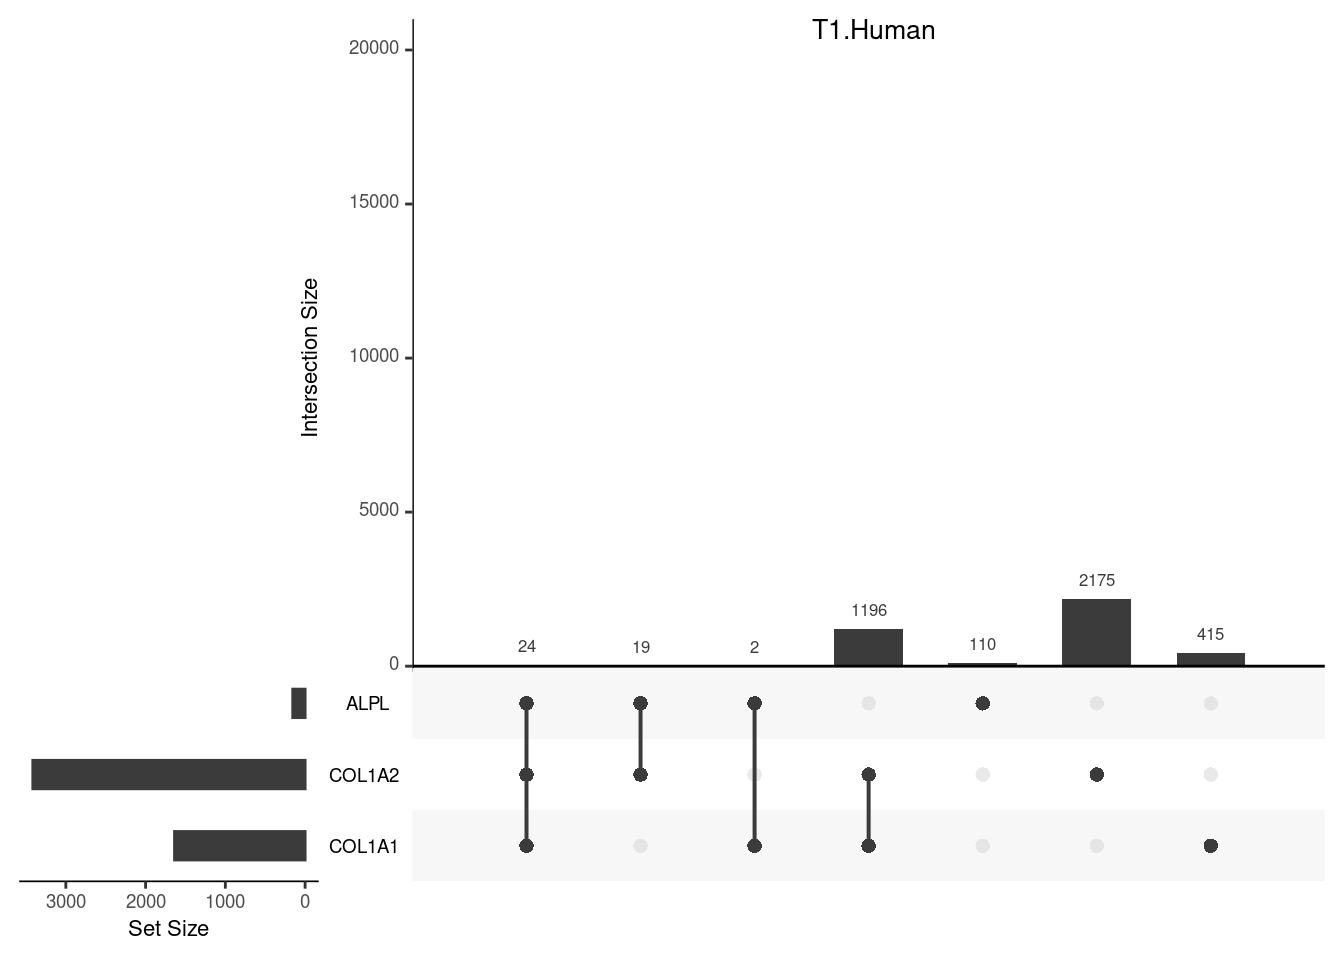 T1.Human
20000
15000
10000
5000
0
Intersection Size
24 19 2 1196 110 2175 415
ALPL
COL1A2
COL1A1
3000 2000 1000 0
Set Size